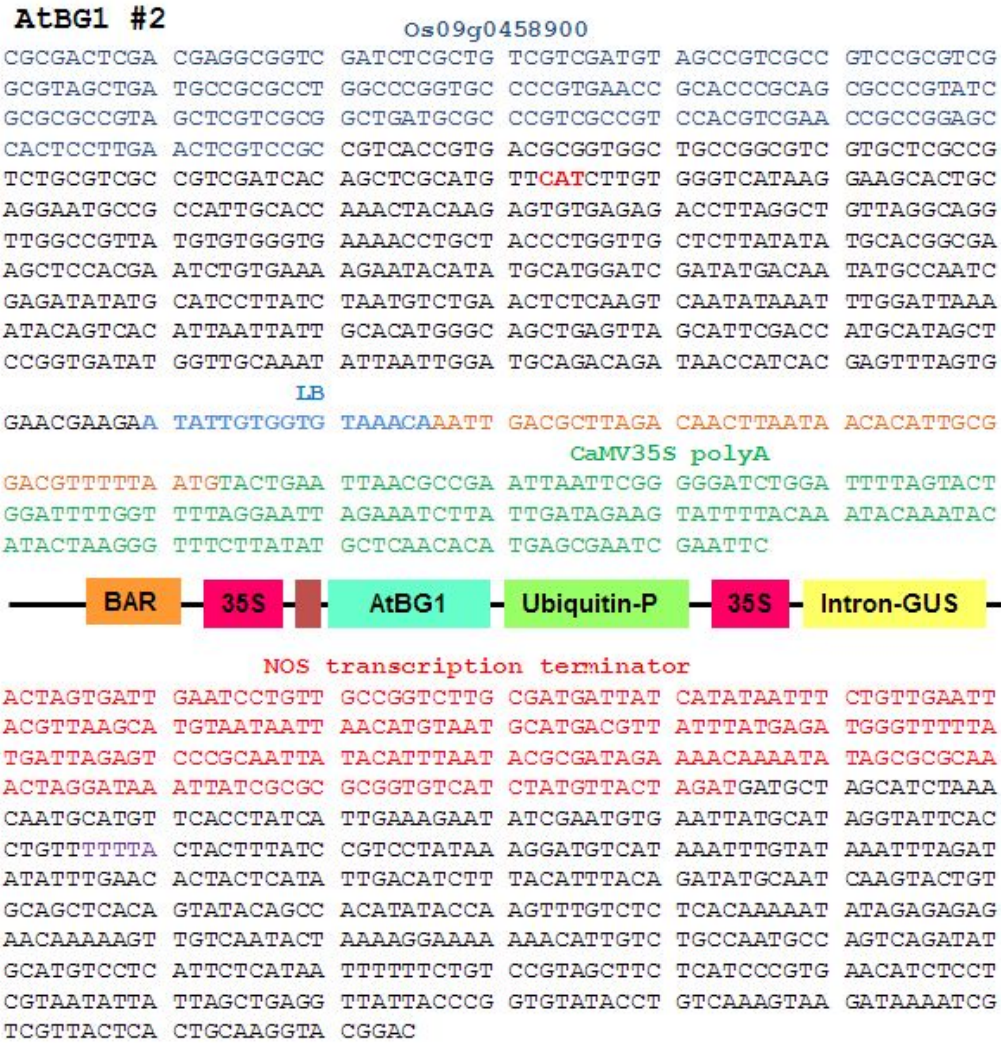 AtBG1 #2
Os09g0458900
CGCGACTCGA CGAGGCGGTC GATCTCGCTG TCGTCGATGT AGCCGTCGCC GTCCGCGTCG
GCGTAGCTGA TGCCGCGCCT GGCCCGGTGC CCCGTGAACC GCACCCGCAG CGCCCGTATC
GCGCGCCGTA GCTCGTCGCG GCTGATGCGC CCGTCGCCGT CCACGTCGAA CCGCCGGAGC
CACTCCTTGA ACTCGTCCGC CGTCACCGTG ACGCGGTGGC TGCCGGCGTC GTGCTCGCCG
TCTGCGTCGC CGTCGATCAC AGCTCGCATG TTCATCTTGT GGGTCATAAG GAAGCACTGC
AGGAATGCCG CCATTGCACC AAACTACAAG AGTGTGAGAG ACCTTAGGCT GTTAGGCAGG
TTGGCCGTTA TGTGTGGGTG AAAACCTGCT ACCCTGGTTG CTCTTATATA TGCACGGCGA
AGCTCCACGA ATCTGTGAAA AGAATACATA TGCATGGATC GATATGACAA TATGCCAATC
GAGATATATG CATCCTTATC TAATGTCTGA ACTCTCAAGT CAATATAAAT TTGGATTAAA
ATACAGTCAC ATTAATTATT GCACATGGGC AGCTGAGTTA GCATTCGACC ATGCATAGCT
CCGGTGATAT GGTTGCAAAT ATTAATTGGA TGCAGACAGA TAACCATCAC GAGTTTAGTG
LB
GAACGAAGAA TATTGTGGTG TAAACAAATT GACGCTTAGA CAACTTAATA ACACATTGCG
CaMV35S polyA
GACGTTTTTA ATGTACTGAA TTAACGCCGA ATTAATTCGG GGGATCTGGA TTTTAGTACT
GGATTTTGGT TTTAGGAATT AGAAATCTTA TTGATAGAAG TATTTTACAA ATACAAATAC
ATACTAAGGG TTTCTTATAT GCTCAACACA TGAGCGAATC GAATTC
BAR 35S AtBG1 Ubiquitin-P 35S Intron-GUS
NOS transcription terminator
ACTAGTGATT GAATCCTGTT GCCGGTCTTG CGATGATTAT CATATAATTT CTGTTGAATT
ACGTTAAGCA TGTAATAATT AACATGTAAT GCATGACGTT ATTTATGAGA TGGGTTTTTA
TGATTAGAGT CCCGCAATTA TACATTTAAT ACGCGATAGA AAACAAAATA TAGCGCGCAA
ACTAGGATAA ATTATCGCGC GCGGTGTCAT CTATGTTACT AGATGATGCT AGCATCTAAA
CAATGCATGT TCACCTATCA TTGAAAGAAT ATCGAATGTG AATTATGCAT AGGTATTCAC
CTGTTTTTTA CTACTTTATC CGTCCTATAA AGGATGTCAT AAATTTGTAT AAATTTAGAT
ATATTTGAAC ACTACTCATA TTGACATCTT TACATTTACA GATATGCAAT CAAGTACTGT
GCAGCTCACA GTATACAGCC ACATATACCA AGTTTGTCTC TCACAAAAAT ATAGAGAGAG
AACAAAAAGT TGTCAATACT AAAAGGAAAA AAACATTGTC TGCCAATGCC AGTCAGATAT
GCATGTCCTC ATTCTCATAA TTTTTTCTGT CCGTAGCTTC TCATCCCGTG AACATCTCCT
CGTAATATTA TTAGCTGAGG TTATTACCCG GTGTATACCT GTCAAAGTAA GATAAAATCG
TCGTTACTCA CTGCAAGGTA CGGAC